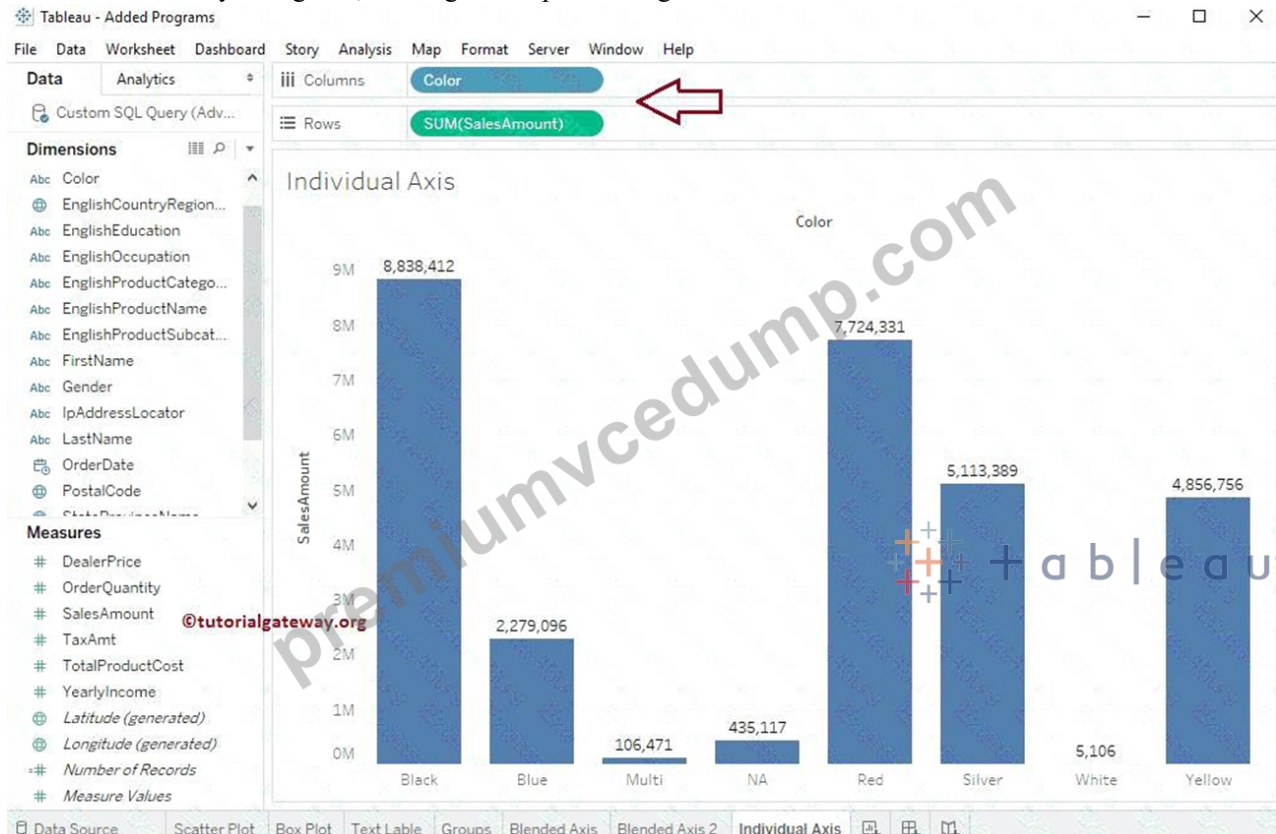 Tableau - Added Programs
File Data Worksheet Dashboard Story Analysis Map Format Server Window Help
Data Analytics
Custom SQL Query (Adv...
Dimensions
Abc Color
EnglishCountryRegion...
Abc EnglishEducation
Abc EnglishOccupation
Abc EnglishProductCatego...
Abc EnglishProductName
Abc EnglishProductSubcat...
Abc FirstName
Abc Gender
Abc IpAddressLocator
Abc LastName
OrderDate
PostalCode
Measures
# DealerPrice
# OrderQuantity
# SalesAmount
# TaxAmt
# TotalProductCost
# YearlyIncome
Latitude (generated)
Longitude (generated)
=# Number of Records
# Measure Values
iii Columns Color
Rows SUM(SalesAmount)
Individual Axis
Color
SalesAmount
9M
8M
7M
6M
5M
4M
3M
2M
1M
0M
8,838,412
2,279,096
106,471
435,117
7,724,331
5,113,389
5,106
4,856,756
Black Blue Multi NA Red Silver White Yellow
©tutorialgateway.org
premiumvcedump.com
+ableau
Data Source Scatter Plot Box Plot Text Lable Groups Blended Axis Blended Axis 2 Individual Axis